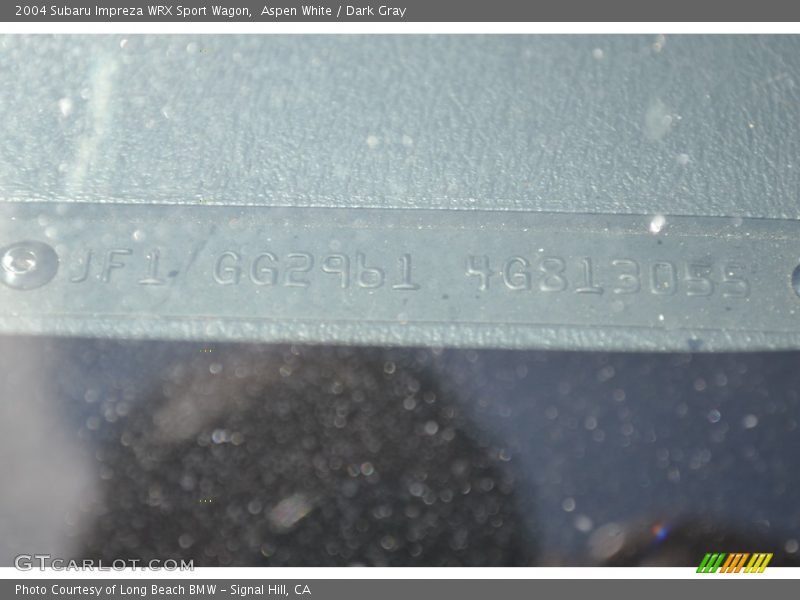 2004 Subaru Impreza WRX Sport Wagon,  Aspen White / Dark Gray
JF1 GG29661 4G813055
GTCARLOT.COM
Photo Courtesy of Long Beach BMW - Signal Hill, CA